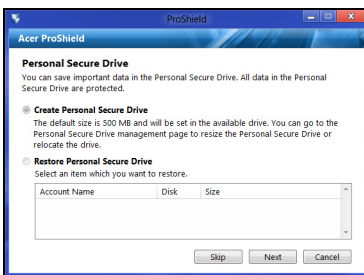 ProShield
Acer ProShield
Personal Secure Drive
You can save important data in the Personal Secure Drive. All data in the Personal
Secure Drive are protected.
Create Personal Secure Drive
The default size is 500 MB and will be set in the available drive. You can go to the
Personal Secure Drive management page to resize the Personal Secure Drive or
relocate the drive.
Restore Personal Secure Drive
Select an item which you want to restore.
Account Name Disk Size
Skip Next Cancel